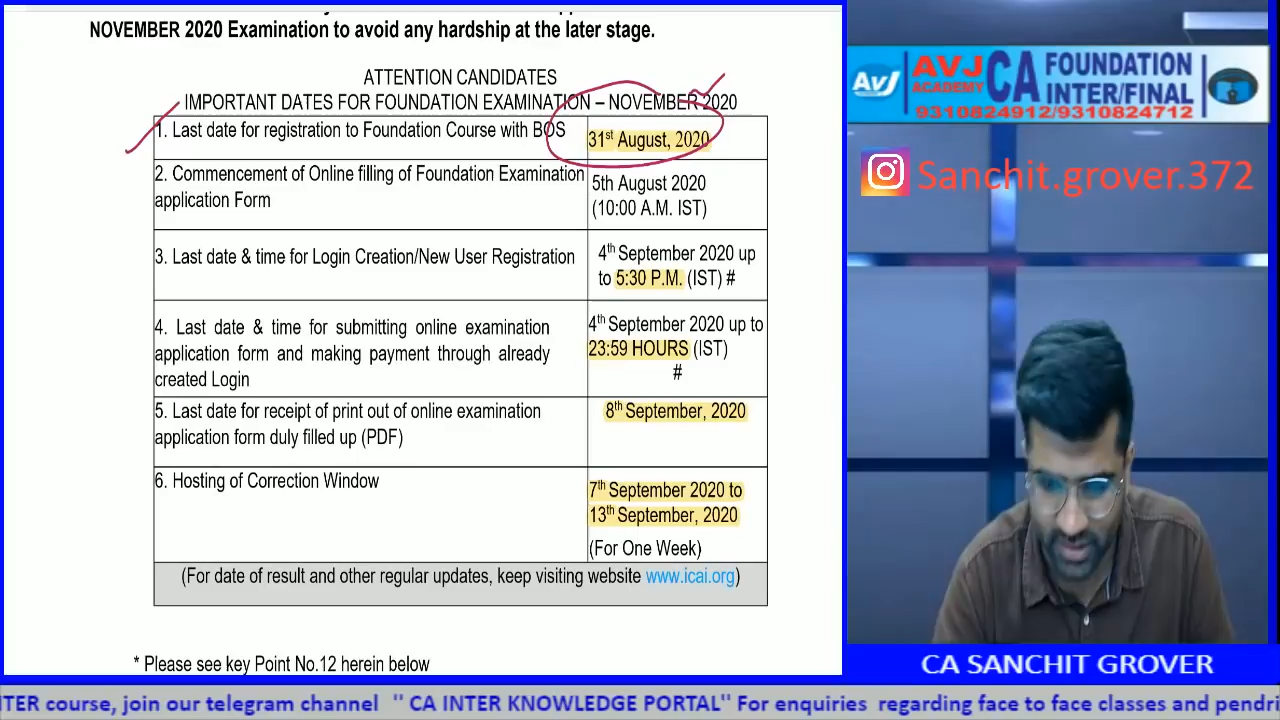 NOVEMBER 2020 Examination to avoid any hardship at the later stage.
ATTENTION CANDIDATES
IMPORTANT DATES FOR FOUNDATION EXAMINATION – NOVEMBER 2020
1. Last date for registration to Foundation Course with BOS
31st August, 2020
2. Commencement of Online filling of Foundation Examination
application Form
5th August 2020
(10:00 A.M. IST)
3. Last date & time for Login Creation/New User Registration
4th September 2020 up
to 5:30 P.M. (IST) #
4. Last date & time for submitting online examination
application form and making payment through already
created Login
4th September 2020 up to
23:59 HOURS (IST)
#
5. Last date for receipt of print out of online examination
application form duly filled up (PDF)
8th September, 2020
6. Hosting of Correction Window
7th September 2020 to
13th September, 2020
(For One Week)
(For date of result and other regular updates, keep visiting website www.icai.org)
* Please see key Point No.12 herein below
AVJ
AVJ
ACADEMY
CA
FOUNDATION
INTER/FINAL
9310824912/9310824712
Sanchit.grover.372
CA SANCHIT GROVER
course, join our telegram channel '' CA INTER KNOWLEDGE PORTAL'' For enquiries regarding face to face classes and